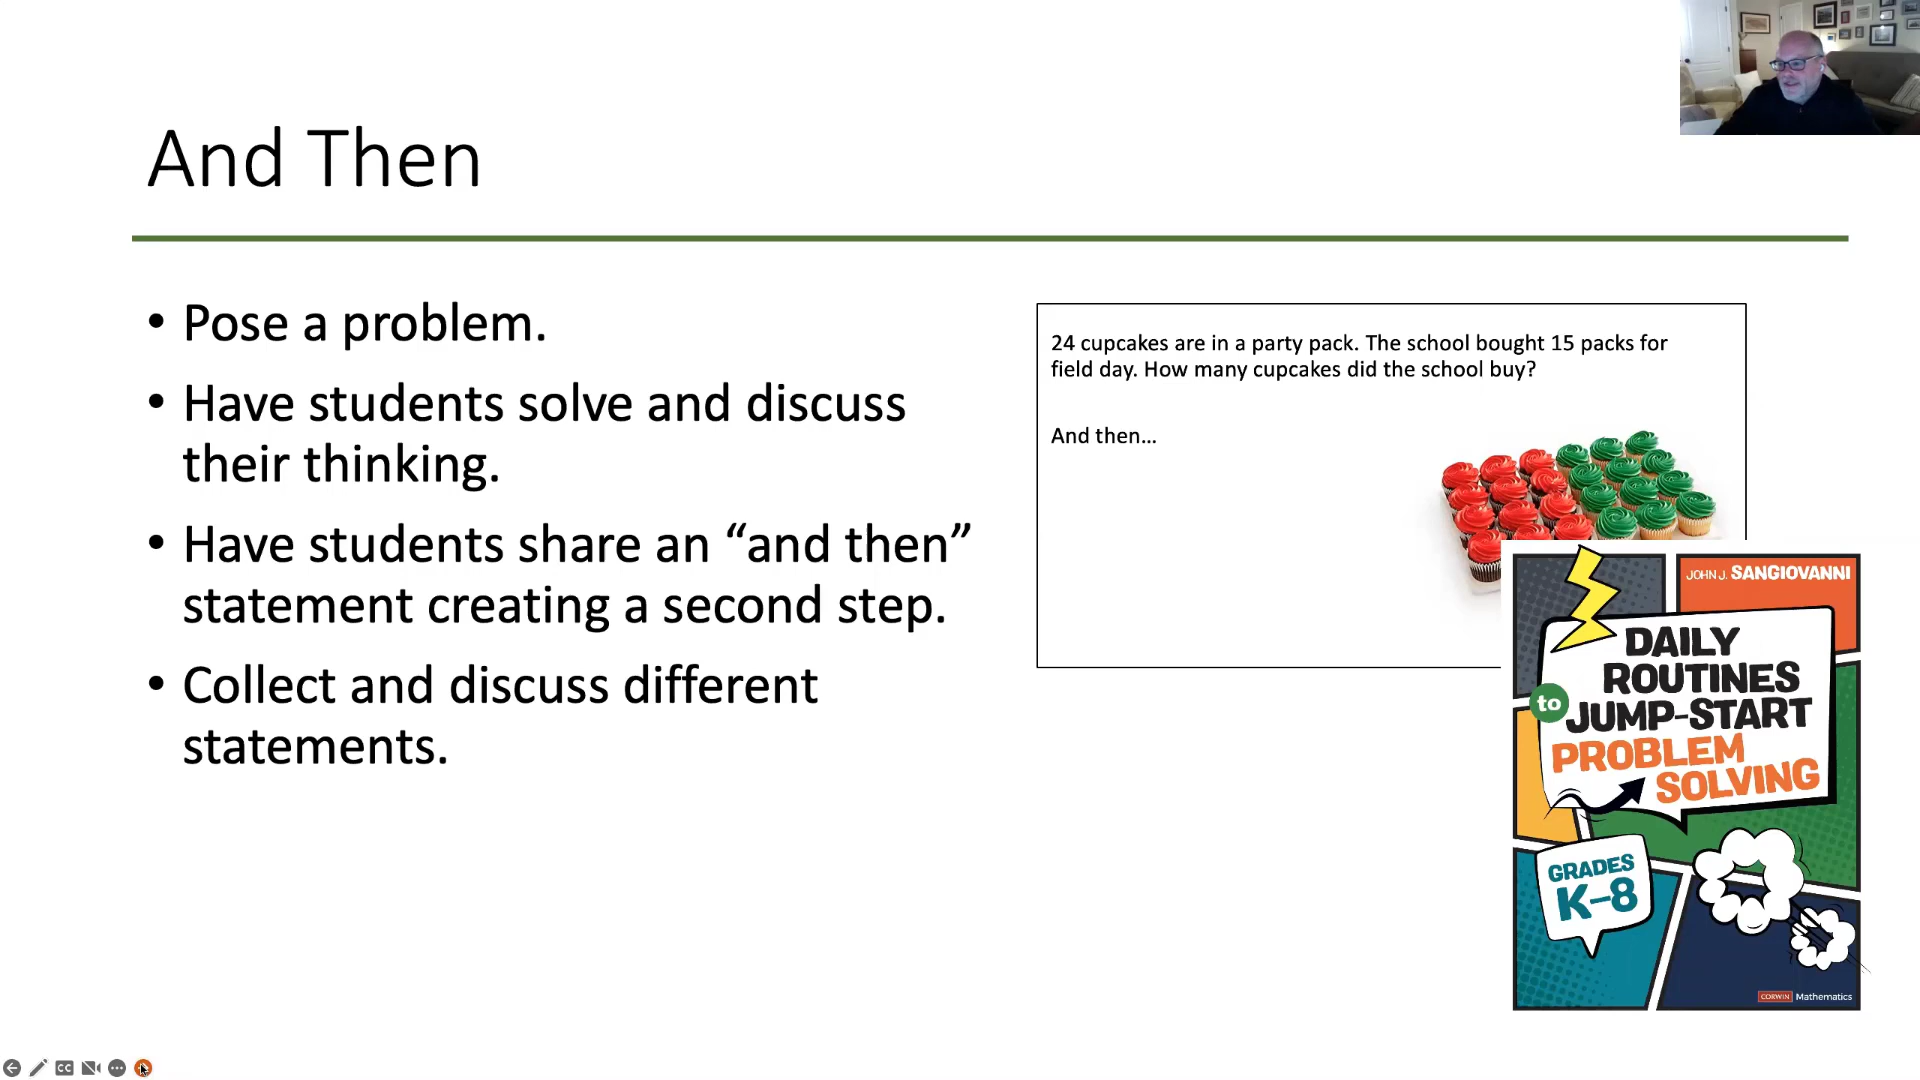 And Then
• Pose a problem.
• Have students solve and discuss
their thinking.
• Have students share an “and then”
statement creating a second step.
• Collect and discuss different
statements.
24 cupcakes are in a party pack. The school bought 15 packs for
field day. How many cupcakes did the school buy?
And then...
JOHN J. SANGIOVANNI
DAILY
ROUTINES
to JUMP-START
PROBLEM
SOLVING
GRADES
K–8
CORWIN Mathematics
CC